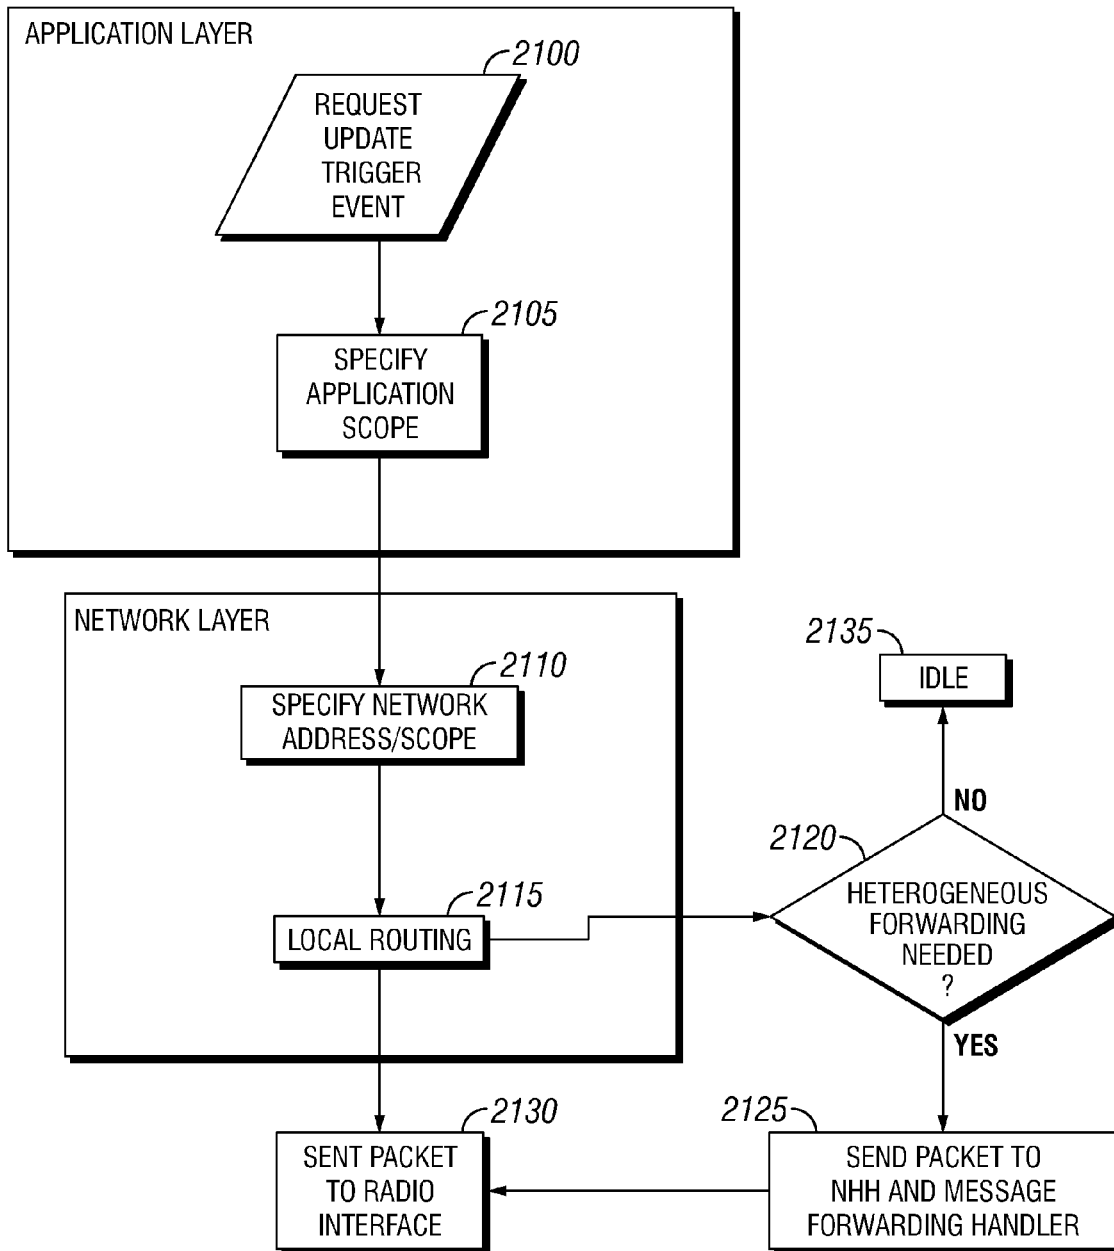 APPLICATION LAYER
2100
REQUEST
UPDATE
TRIGGER
EVENT
2105
SPECIFY
APPLICATION
SCOPE
NETWORK LAYER
2110
SPECIFY NETWORK
ADDRESS/SCOPE
2115
LOCAL ROUTING
2135
IDLE
NO
2120
HETEROGENEOUS
FORWARDING
NEEDED
?
YES
2130
SENT PACKET
TO RADIO
INTERFACE
2125
SEND PACKET TO
NHH AND MESSAGE
FORWARDING HANDLER